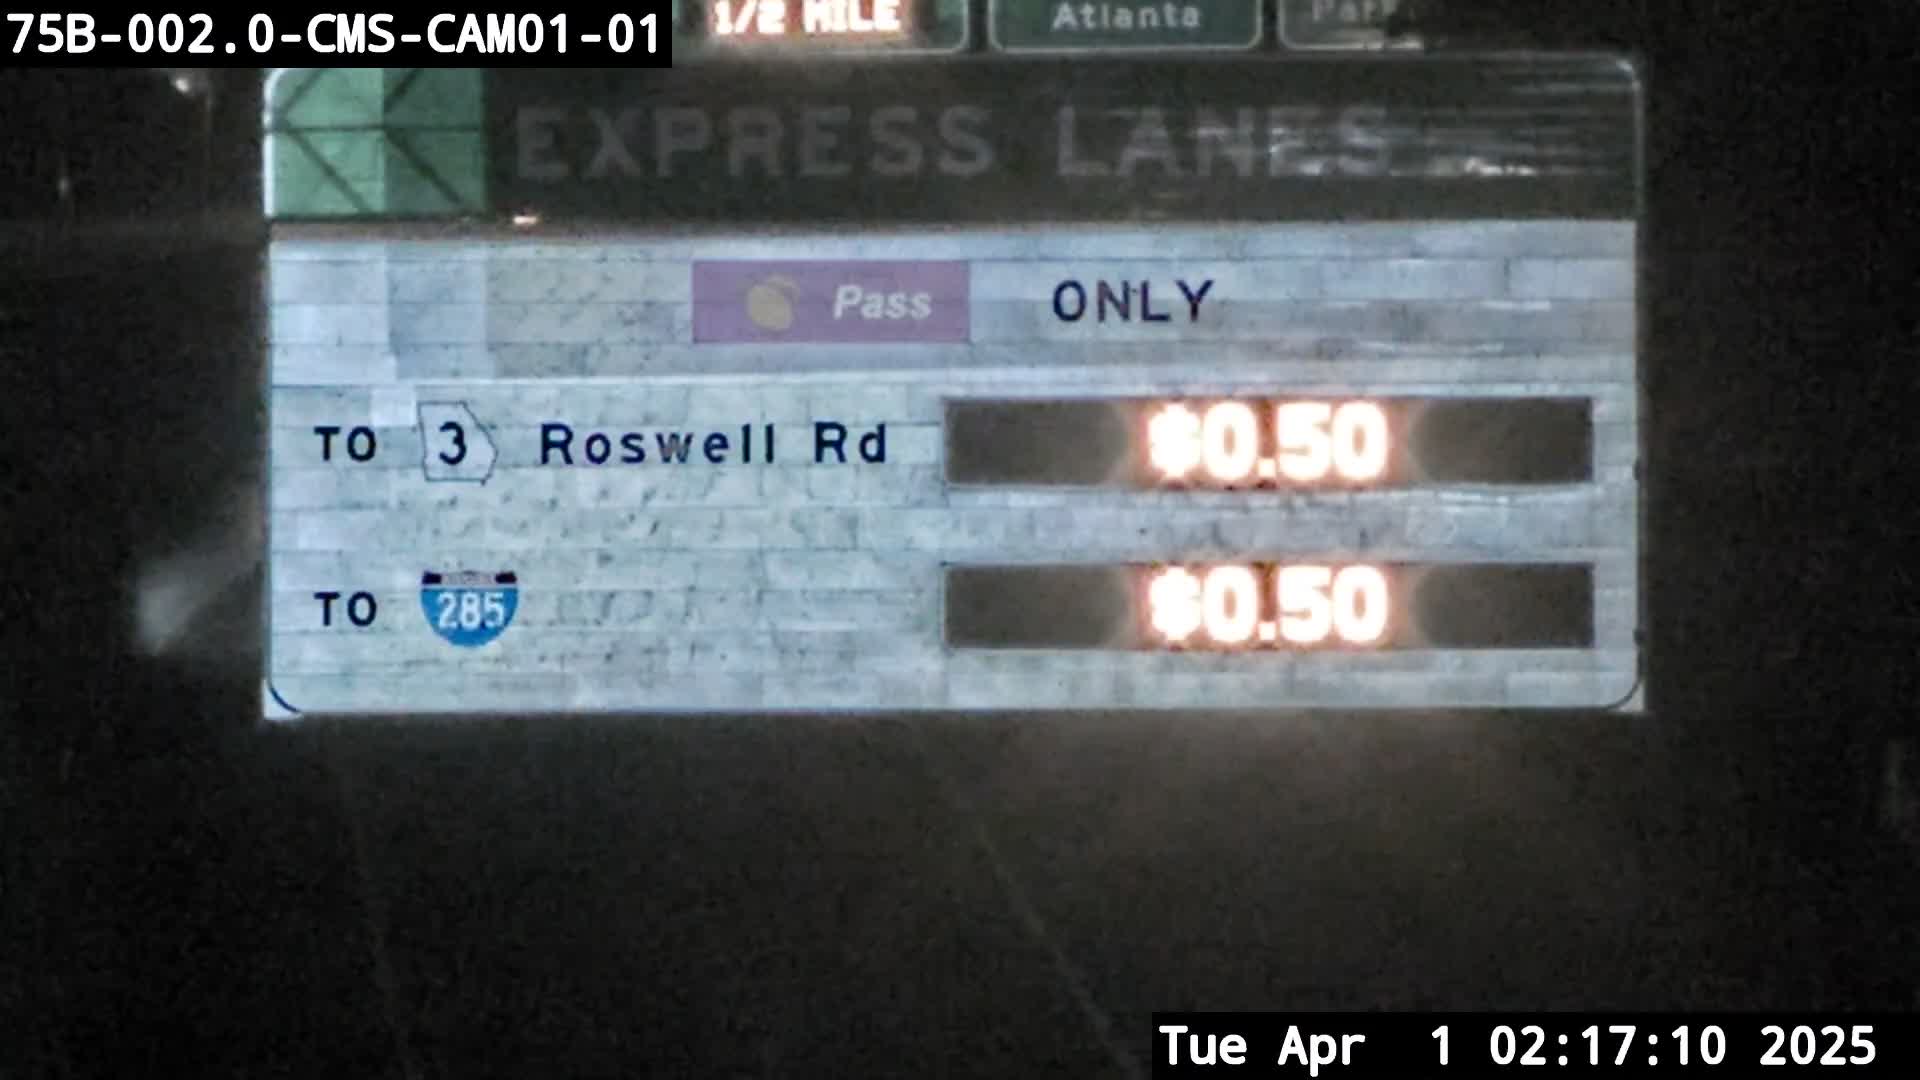 75B-002.0-CMS-CAM01-01
1/2 MILE
Atlanta
Park
EXPRESS LANES
Pass ONLY
TO 3 Roswell Rd $0.50
TO 285 $0.50
Tue Apr 1 02:17:10 2025